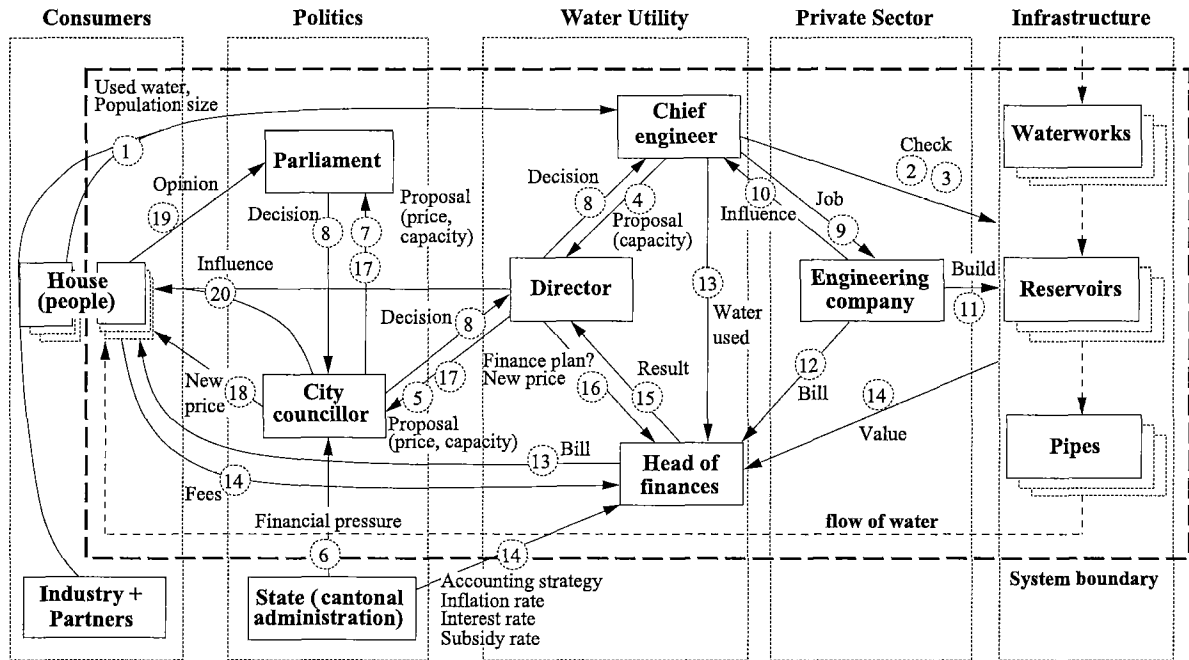 Consumers
Politics
Water Utility
Private Sector
Infrastructure
Used water,
Population size
1
Parliament
Chief
engineer
Waterworks
Check
2
3
Opinion
19
Decision
8
7
17
Proposal
(price,
capacity)
Decision
8
4
Proposal
(capacity)
10
Influence
Job
9
House
(people)
Influence
20
Director
13
Water
used
Engineering
company
Build
11
Reservoirs
Decision
8
17
5
Proposal
(price, capacity)
New
price
18
City
councillor
Finance plan?
New price
16
Result
15
12
Bill
14
Value
Pipes
13
Bill
Head of
finances
Fees
14
Financial pressure
6
14
flow of water
Industry +
Partners
State (cantonal
administration)
Accounting strategy
Inflation rate
Interest rate
Subsidy rate
System boundary